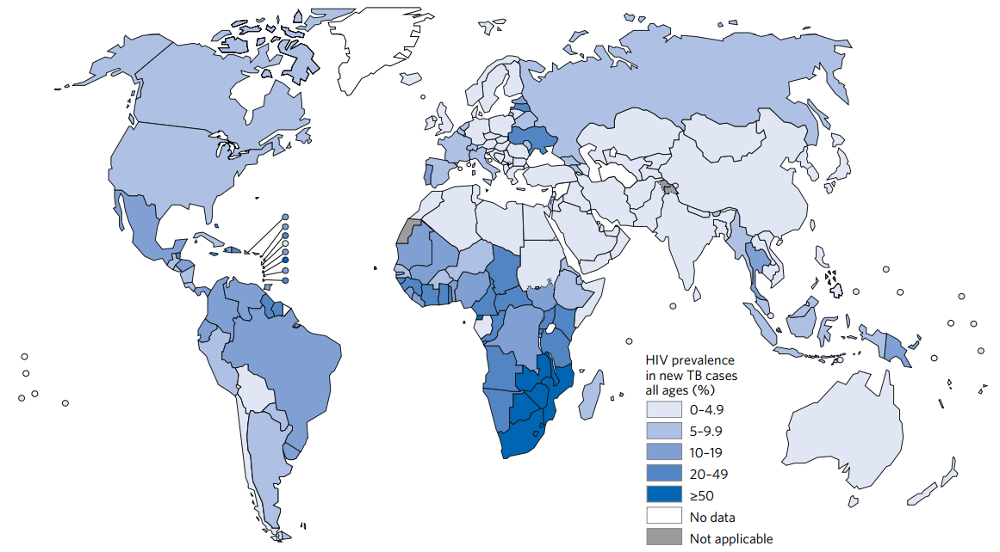 HIV prevalence
in new TB cases
all ages (%)
0–4.9
5–9.9
10–19
20–49
≥50
No data
Not applicable